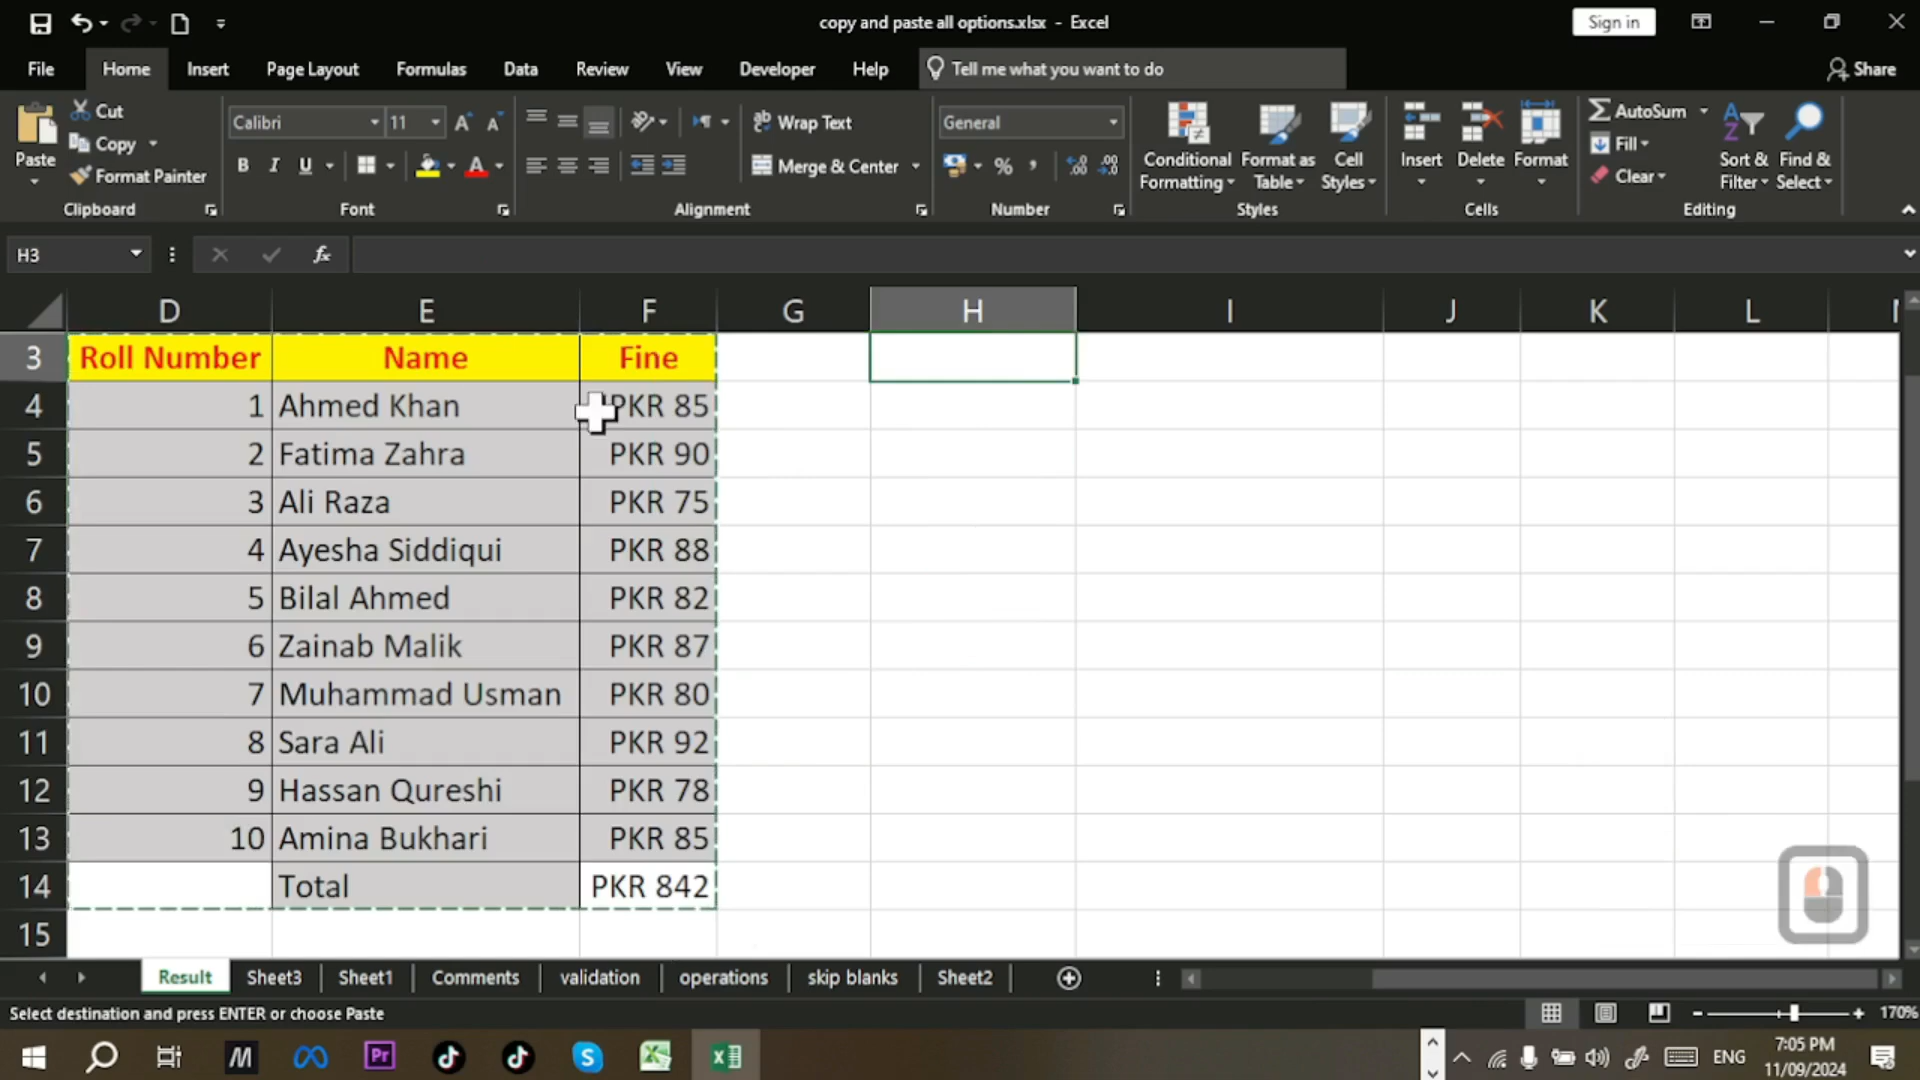 copy and paste all options.xlsx - Excel
Sign in
File Home Insert Page Layout Formulas Data Review View Developer Help Tell me what you want to do Share
Paste
Cut
Copy
Format Painter
Clipboard
Calibri 11
B I U
Font
Wrap Text
Merge & Center
Alignment
General
Number
Conditional Formatting
Format as Table
Cell Styles
Styles
Insert Delete Format
Cells
AutoSum
Fill
Clear
Sort & Filter
Find & Select
Editing
H3 fx
D E F G H I J K L
3 Roll Number Name Fine
4 1 Ahmed Khan PKR 85
5 2 Fatima Zahra PKR 90
6 3 Ali Raza PKR 75
7 4 Ayesha Siddiqui PKR 88
8 5 Bilal Ahmed PKR 82
9 6 Zainab Malik PKR 87
10 7 Muhammad Usman PKR 80
11 8 Sara Ali PKR 92
12 9 Hassan Qureshi PKR 78
13 10 Amina Bukhari PKR 85
14 Total PKR 842
15
Result Sheet3 Sheet1 Comments validation operations skip blanks Sheet2
Select destination and press ENTER or choose Paste
170%
ENG
7:05 PM
11/09/2024